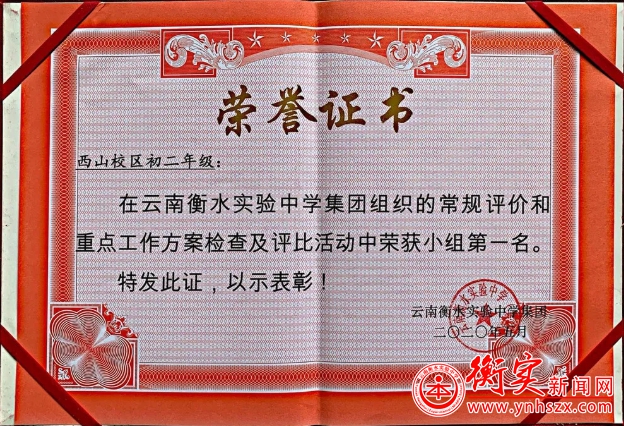 荣誉证书
西山校区初二年级：
在云南衡水实验中学集团组织的常规评价和
重点工作方案检查及评比活动中荣获小组第一名。
特发此证，以示表彰！
云南衡水实验中学集团
二〇二〇年五月
衡实新闻网
www.ynhszx.com